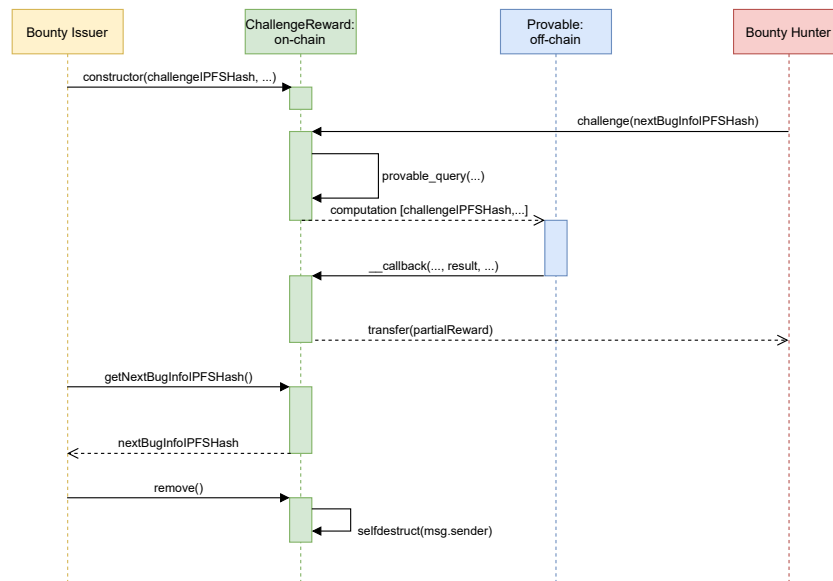 Bounty Issuer
ChallengeReward:
on-chain
Provable:
off-chain
Bounty Hunter
constructor(challengeIPFSHash, ...)
challenge(nextBugInfoIPFSHash)
provable_query(...)
computation [challengeIPFSHash,...]
__callback(..., result, ...)
transfer(partialReward)
getNextBugInfoIPFSHash()
nextBugInfoIPFSHash
remove()
selfdestruct(msg.sender)